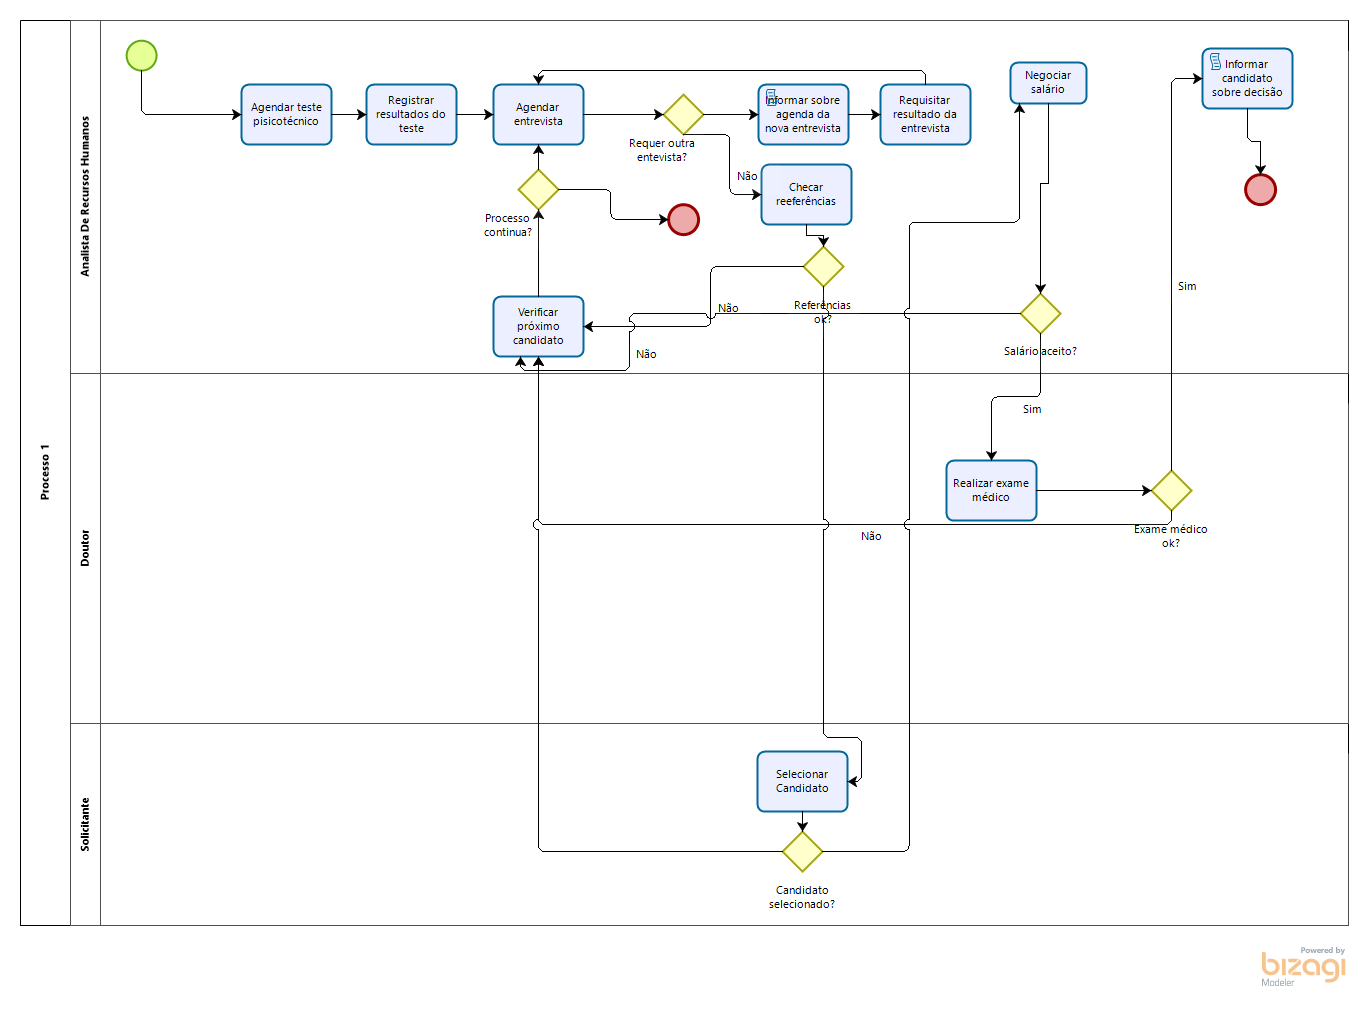 Processo 1
Analista De Recursos Humanos
Agendar teste
pisicotécnico
Registrar
resultados do
teste
Agendar
entrevista
Requer outra
entevista?
Informar sobre
agenda da
nova entrevista
Requisitar
resultado da
entrevista
Negociar
salário
Informar
candidato
sobre decisão
Não
Checar
reeferências
Processo
continua?
Sim
Verificar
próximo
candidato
Não
Referências
ok?
Não
Salário aceito?
Sim
Doutor
Realizar exame
médico
Exame médico
ok?
Não
Solicitante
Selecionar
Candidato
Candidato
selecionado?
Powered by
bizagi
Modeler